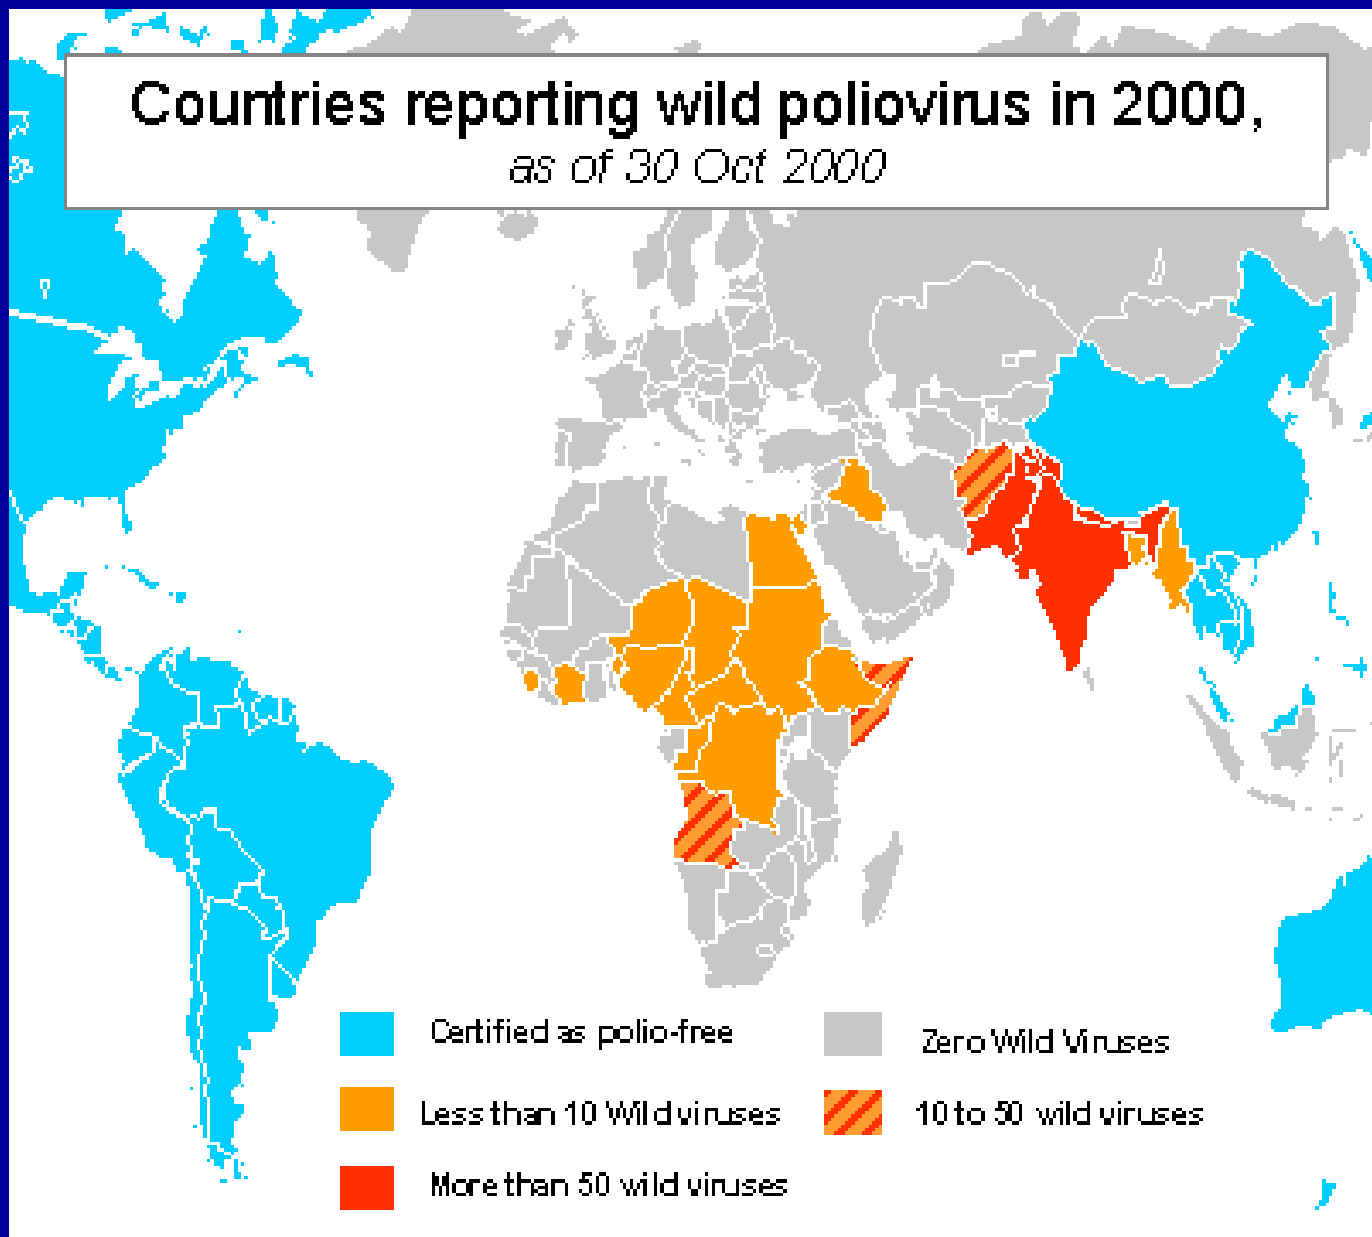 Countries reporting wild poliovirus in 2000,
as of 30 Oct 2000
Certified as polio-free
Zero Wild Viruses
Less than 10 Wild viruses
10 to 50 wild viruses
More than 50 wild viruses